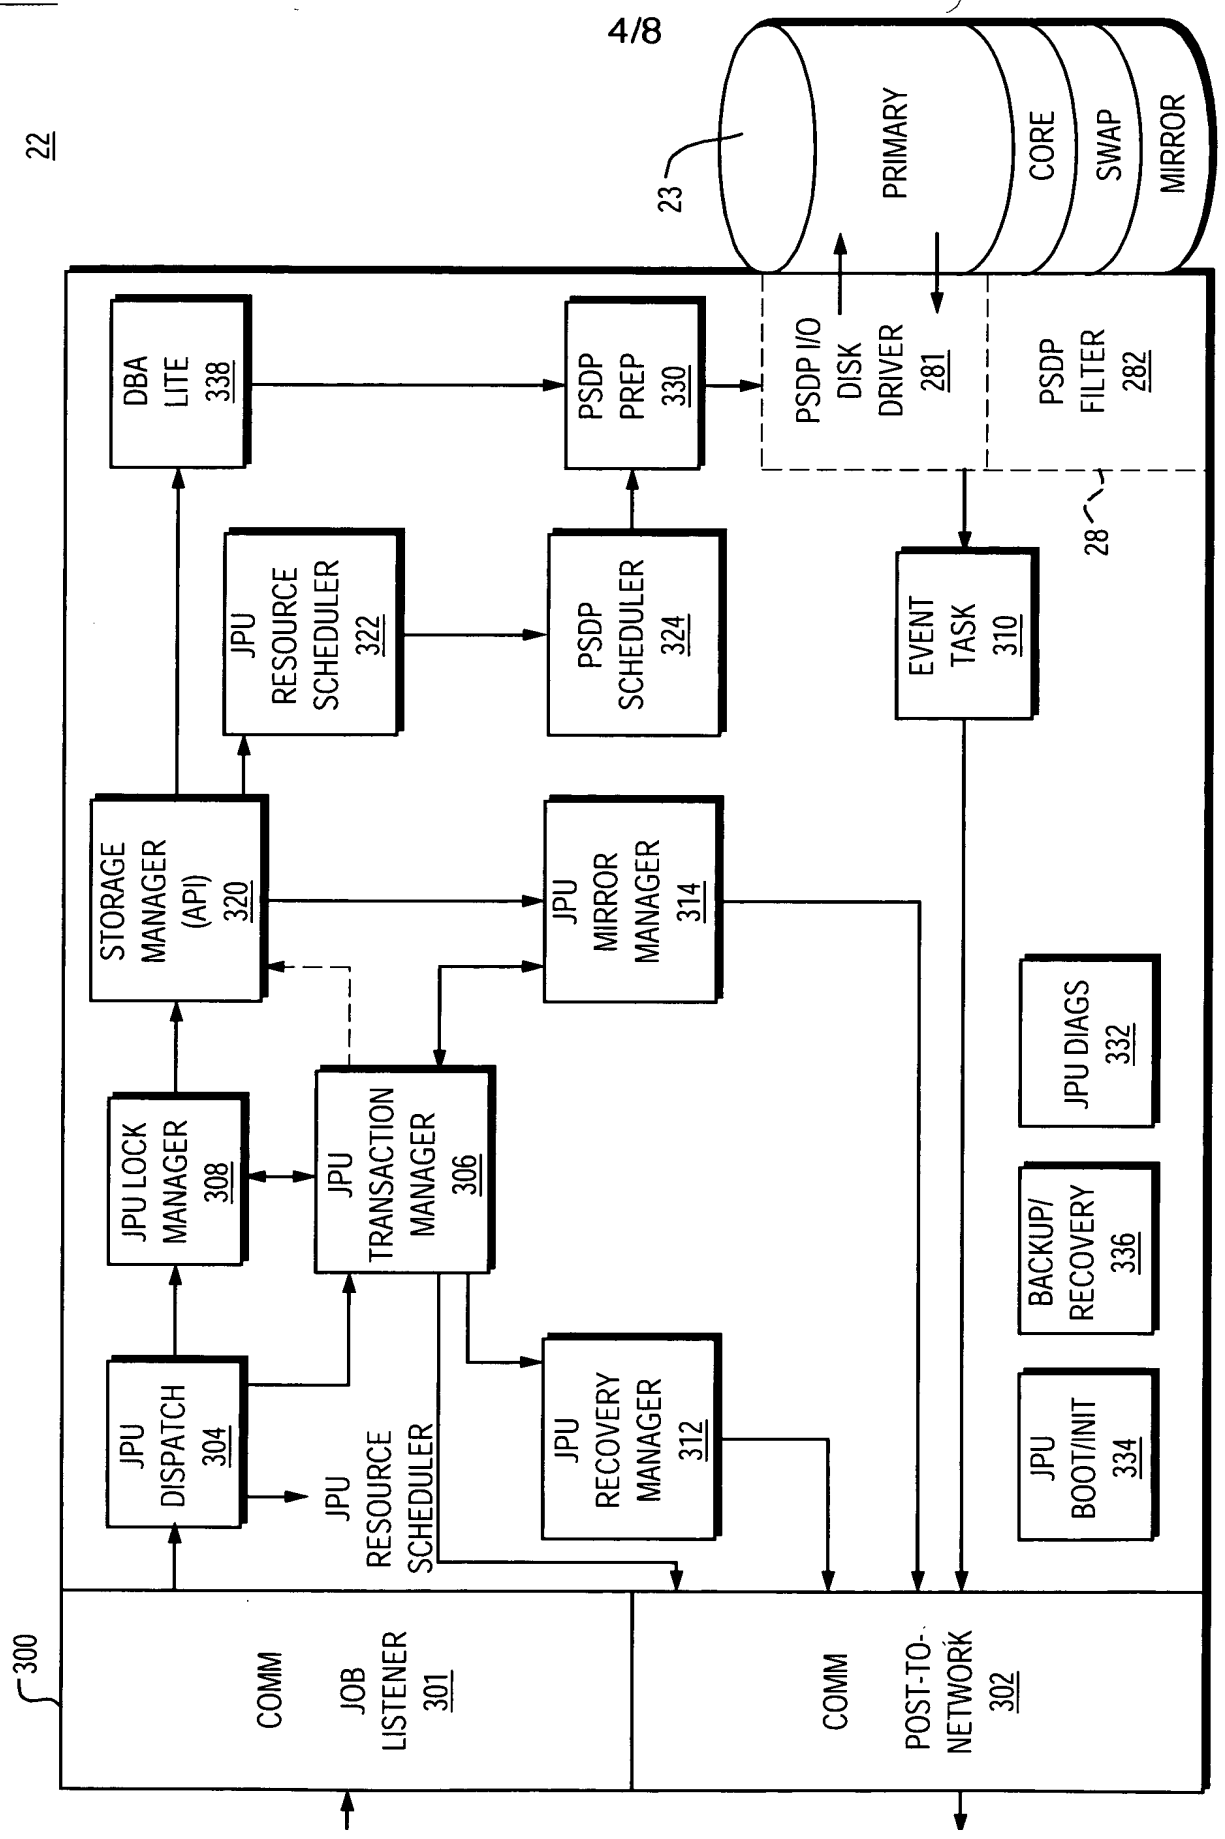 4/8
22
300
COMM
JOB
LISTENER
301
COMM
POST-TO-
NETWORK
302
JPU
DISPATCH
304
JPU
RESOURCE
SCHEDULER
JPU LOCK
MANAGER
308
JPU
TRANSACTION
MANAGER
306
JPU
RECOVERY
MANAGER
312
STORAGE
MANAGER
(API)
320
JPU
MIRROR
MANAGER
314
JPU
BOOT/INIT
334
BACKUP/
RECOVERY
336
JPU DIAGS
332
JPU
RESOURCE
SCHEDULER
322
PSDP
SCHEDULER
324
EVENT
TASK
310
DBA
LITE
338
PSDP
PREP
330
PSDP I/O
DISK
DRIVER
281
PSDP
FILTER
282
28
23
PRIMARY
CORE
SWAP
MIRROR